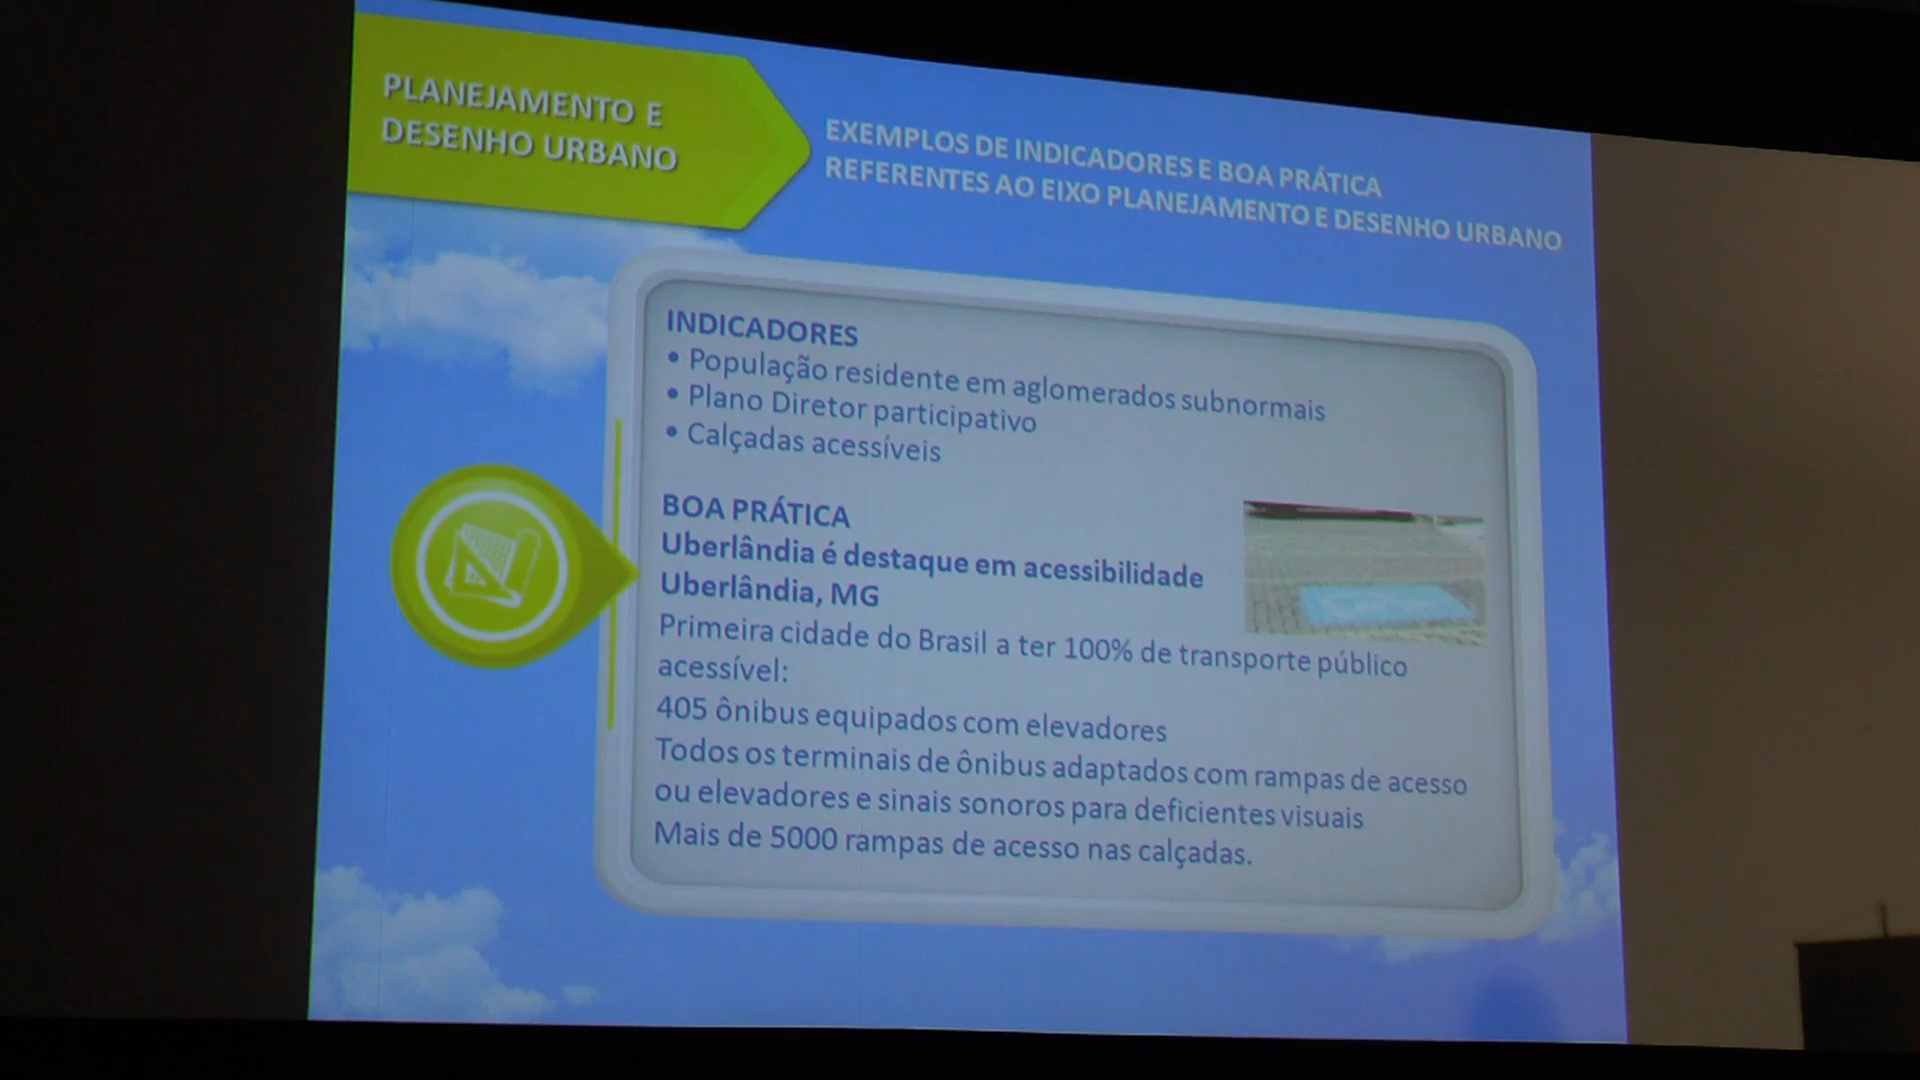 PLANEJAMENTO E
DESENHO URBANO
EXEMPLOS DE INDICADORES E BOA PRÁTICA
REFERENTES AO EIXO PLANEJAMENTO E DESENHO URBANO
INDICADORES
• População residente em aglomerados subnormais
• Plano Diretor participativo
• Calçadas acessíveis
BOA PRÁTICA
Uberlândia é destaque em acessibilidade
Uberlândia, MG
Primeira cidade do Brasil a ter 100% de transporte público
acessível:
405 ônibus equipados com elevadores
Todos os terminais de ônibus adaptados com rampas de acesso
ou elevadores e sinais sonoros para deficientes visuais
Mais de 5000 rampas de acesso nas calçadas.